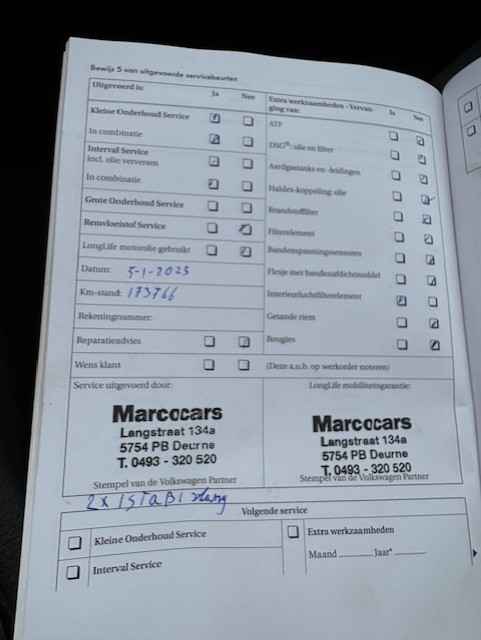 Bewijs 5 van uitgevoerde servicebeurten
Uitgevoerd is: Ja Nee
Kleine Onderhoud Service
In combinatie
Interval Service
incl. olie verversen
In combinatie
Grote Onderhoud Service
Remvloeistof Service
LongLife motorolie gebruikt
Datum: 5-1-2023
Km-stand: 173766
Rekeningnummer:
Reparatieadvies
Wens klant
Extra werkzaamheden - Vervan-
ging van: Ja Nee
ATF
DSG®: olie en filter
Aardgastanks en -leidingen
Haldex-koppeling: olie
Brandstoffilter
Filterelement
Bandenspanningssensoren
Flesje met bandenafdichtmiddel
Interieurluchtfilterelement
Getande riem
Bougies
(Deze a.u.b. op werkorder noteren)
Service uitgevoerd door:
Marcocars
Langstraat 134a
5754 PB Deurne
T. 0493 - 320 520
Stempel van de Volkswagen Partner
LongLife mobiliteitsgarantie:
Marcocars
Langstraat 134a
5754 PB Deurne
T. 0493 - 320 520
Stempel van de Volkswagen Partner
2x
Volgende service
Kleine Onderhoud Service
Interval Service
Extra werkzaamheden
Maand Jaar*